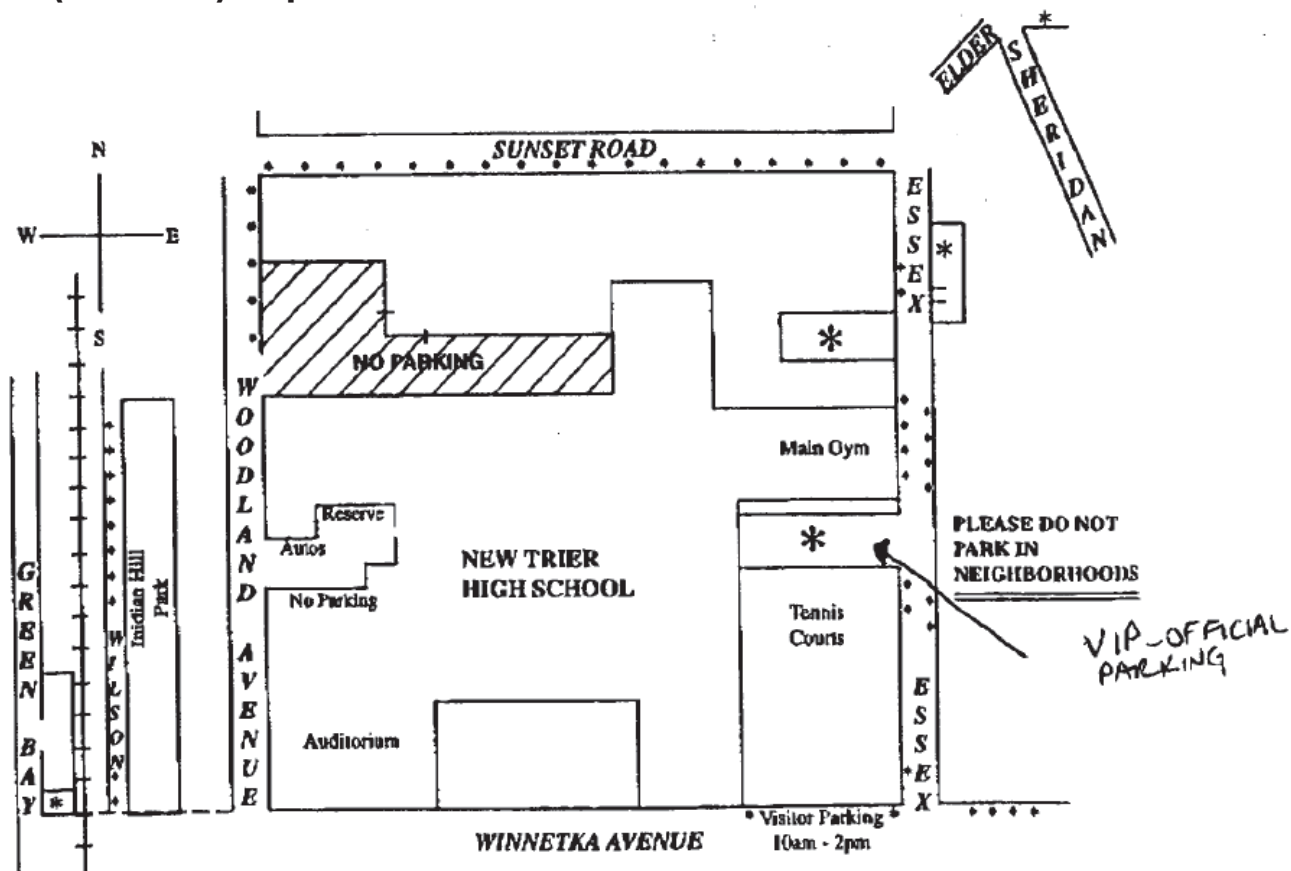 ELDER
SHERIDAN
SUNSET ROAD
N
W
E
S
ESSEX
NO PARKING
WOODLAND AVENUE
Main Gym
Reserve
Autos
No Parking
NEW TRIER
HIGH SCHOOL
PLEASE DO NOT
PARK IN
NEIGHBORHOODS
VIP-OFFICIAL
PARKING
Tennis
Courts
Indian Hill
Park
WILSON
GREEN BAY
Auditorium
ESSEX
Visitor Parking
10am - 2pm
WINNETKA AVENUE